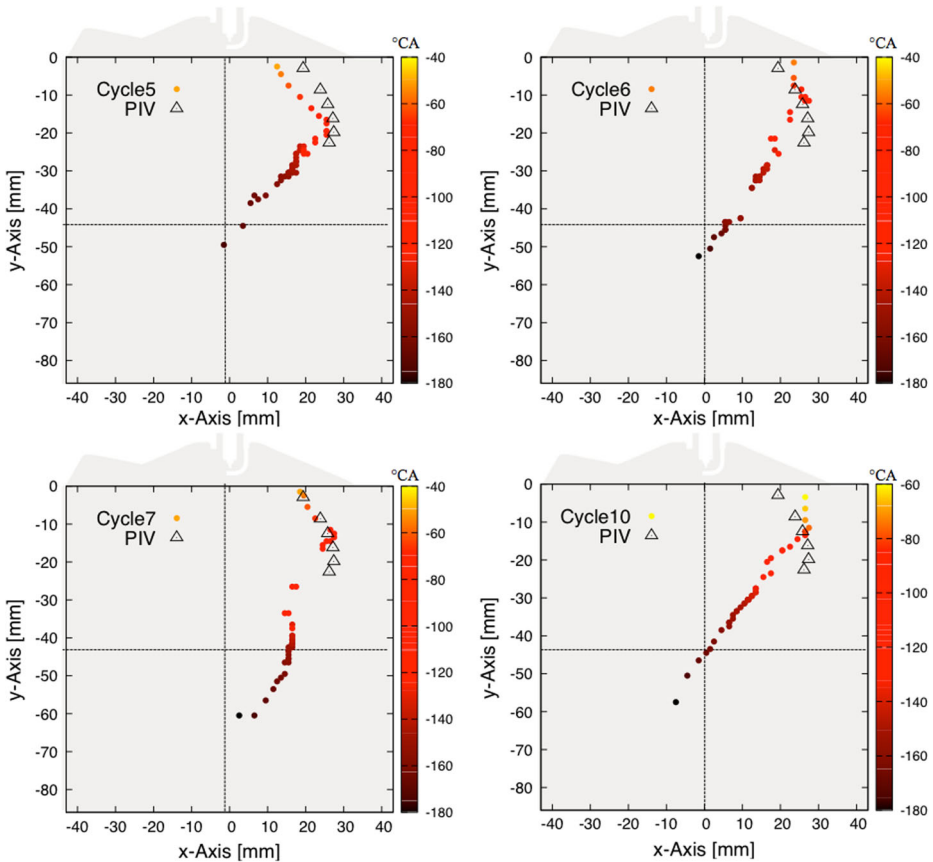 °CA °CA
0 -40 0 -40
Cycle5 Cycle6
-10 -60 -10 -60
PIV PIV
-20 -80 -20 -80
-30 -30
-100 -100
-40 -40
-120 -120
-50 -50
-60 -140 -60 -140
-70 -160 -70 -160
-80 -80
-180 -180
y-Axis [mm] y-Axis [mm]
-40 -30 -20 -10 0 10 20 30 40 -40 -30 -20 -10 0 10 20 30 40
x-Axis [mm] x-Axis [mm]
°CA °CA
0 -40 0 -60
Cycle7 Cycle10
-10 -60 -10 -80
PIV PIV
-20 -80 -20
-30 -30 -100
-100
-40 -40 -120
-120
-50 -50
-60 -140 -60 -140
-70 -160 -70 -160
-80 -80
-180 -180
y-Axis [mm] y-Axis [mm]
-40 -30 -20 -10 0 10 20 30 40 -40 -30 -20 -10 0 10 20 30 40
x-Axis [mm] x-Axis [mm]